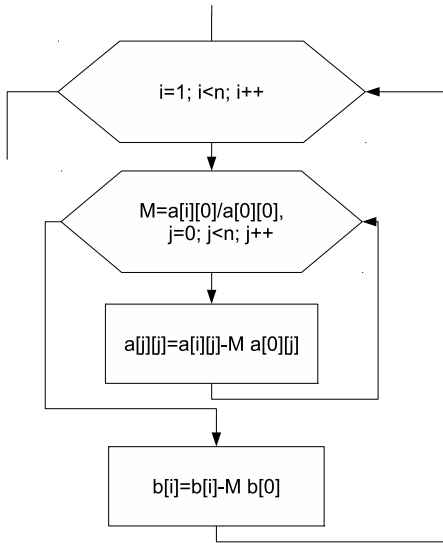 i=1; i<n; i++
M=a[i][0]/a[0][0],
j=0; j<n; j++
a[j][j]=a[i][j]-M a[0][j]
b[i]=b[i]-M b[0]